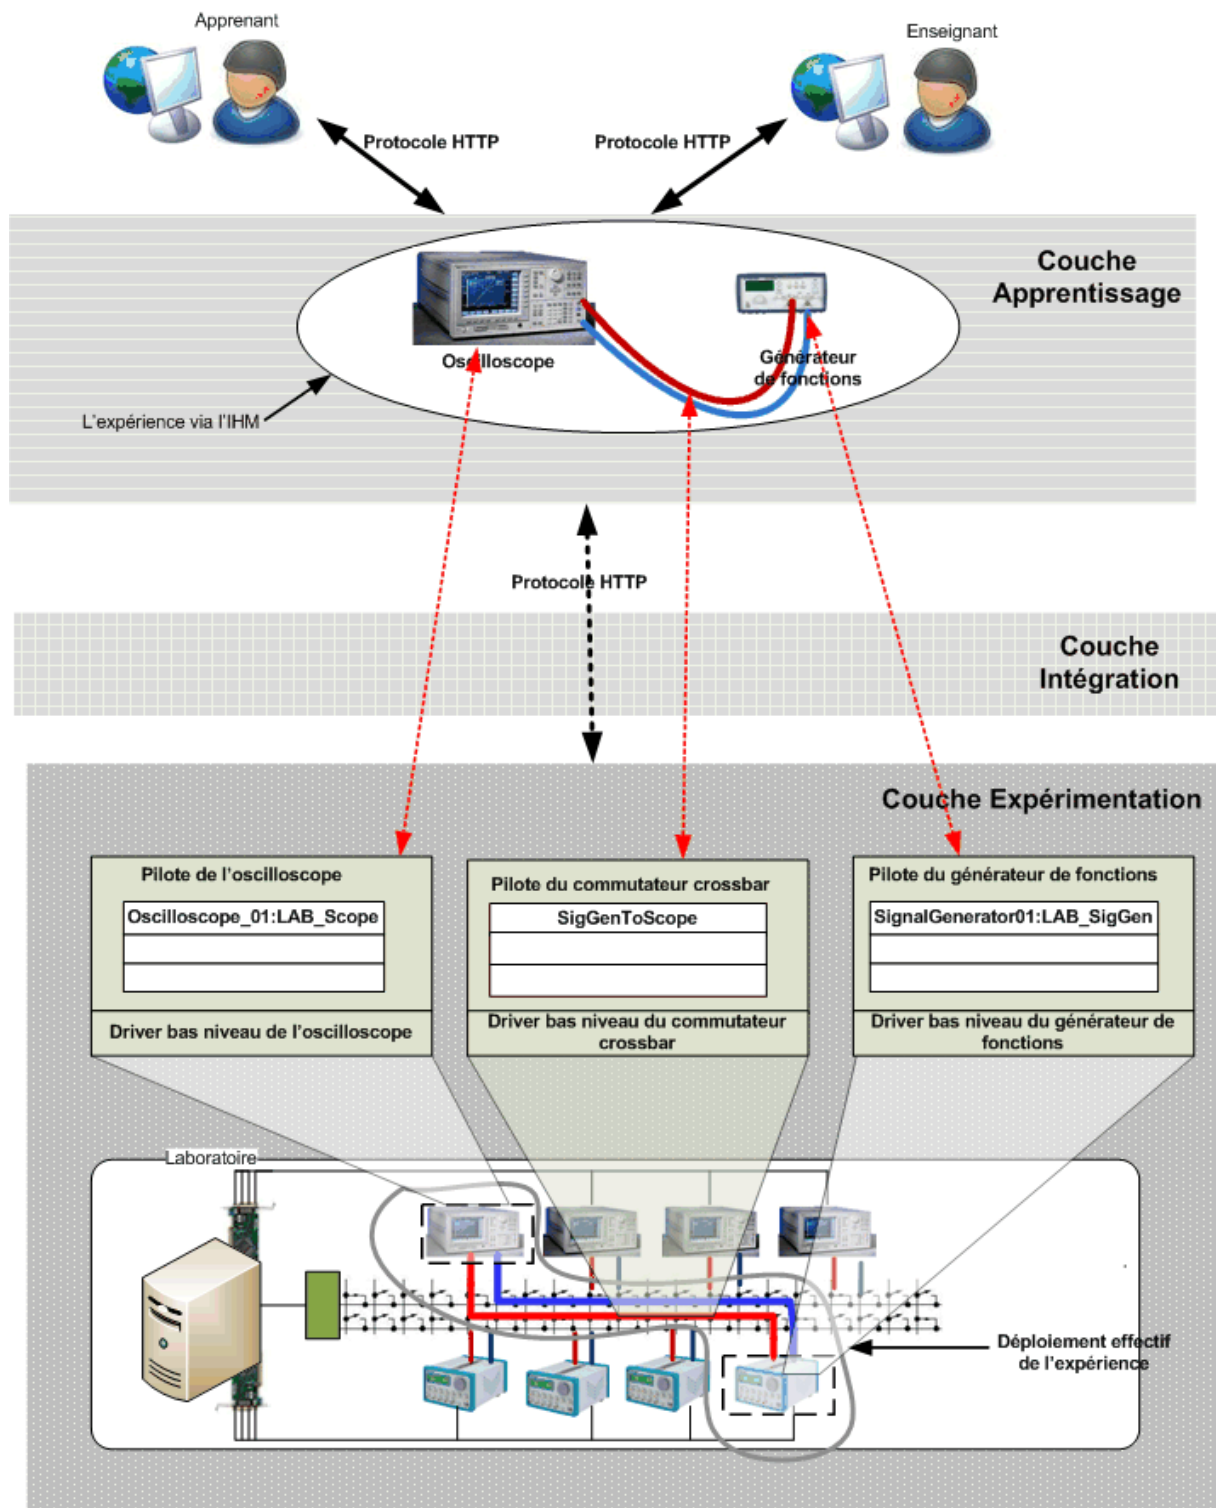 Apprenant
Enseignant
Protocole HTTP
Protocole HTTP
Couche
Apprentissage
Oscilloscope
Générateur
de fonctions
L'expérience via l'IHM
Protocole HTTP
Couche
Intégration
Couche Expérimentation
Pilote de l'oscilloscope
Oscilloscope_01:LAB_Scope
Driver bas niveau de l'oscilloscope
Pilote du commutateur crossbar
SigGenToScope
Driver bas niveau du commutateur
crossbar
Pilote du générateur de fonctions
SignalGenerator01:LAB_SigGen
Driver bas niveau du générateur de
fonctions
Laboratoire
Déploiement effectif
de l'expérience